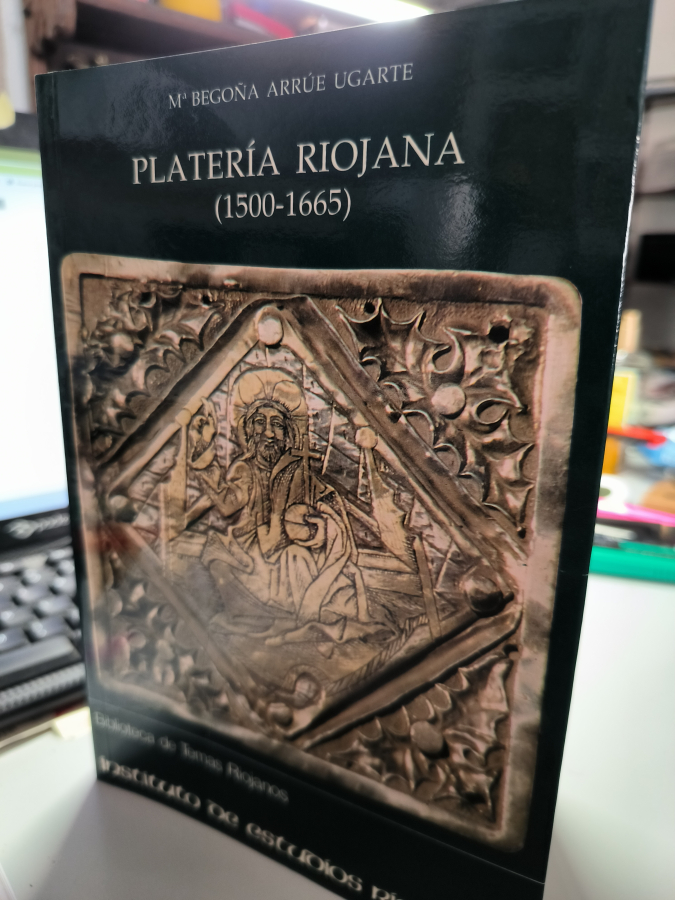 Mª BEGOÑA ARRÚE UGARTE
PLATERÍA RIOJANA
(1500-1665)
Biblioteca de Temas Riojanos
Instituto de estudios